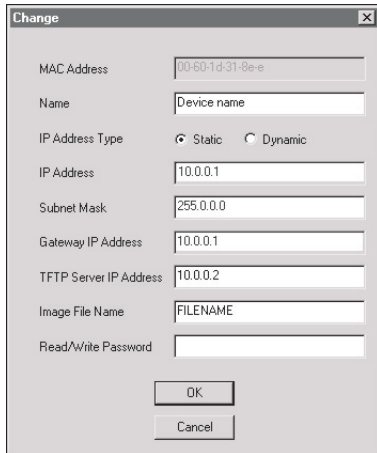 Change
MAC Address 00-60-1d-31-8e-e
Name Device name
IP Address Type Static Dynamic
IP Address 10.0.0.1
Subnet Mask 255.0.0.0
Gateway IP Address 10.0.0.1
TFTP Server IP Address 10.0.0.2
Image File Name FILENAME
Read/Write Password
OK
Cancel